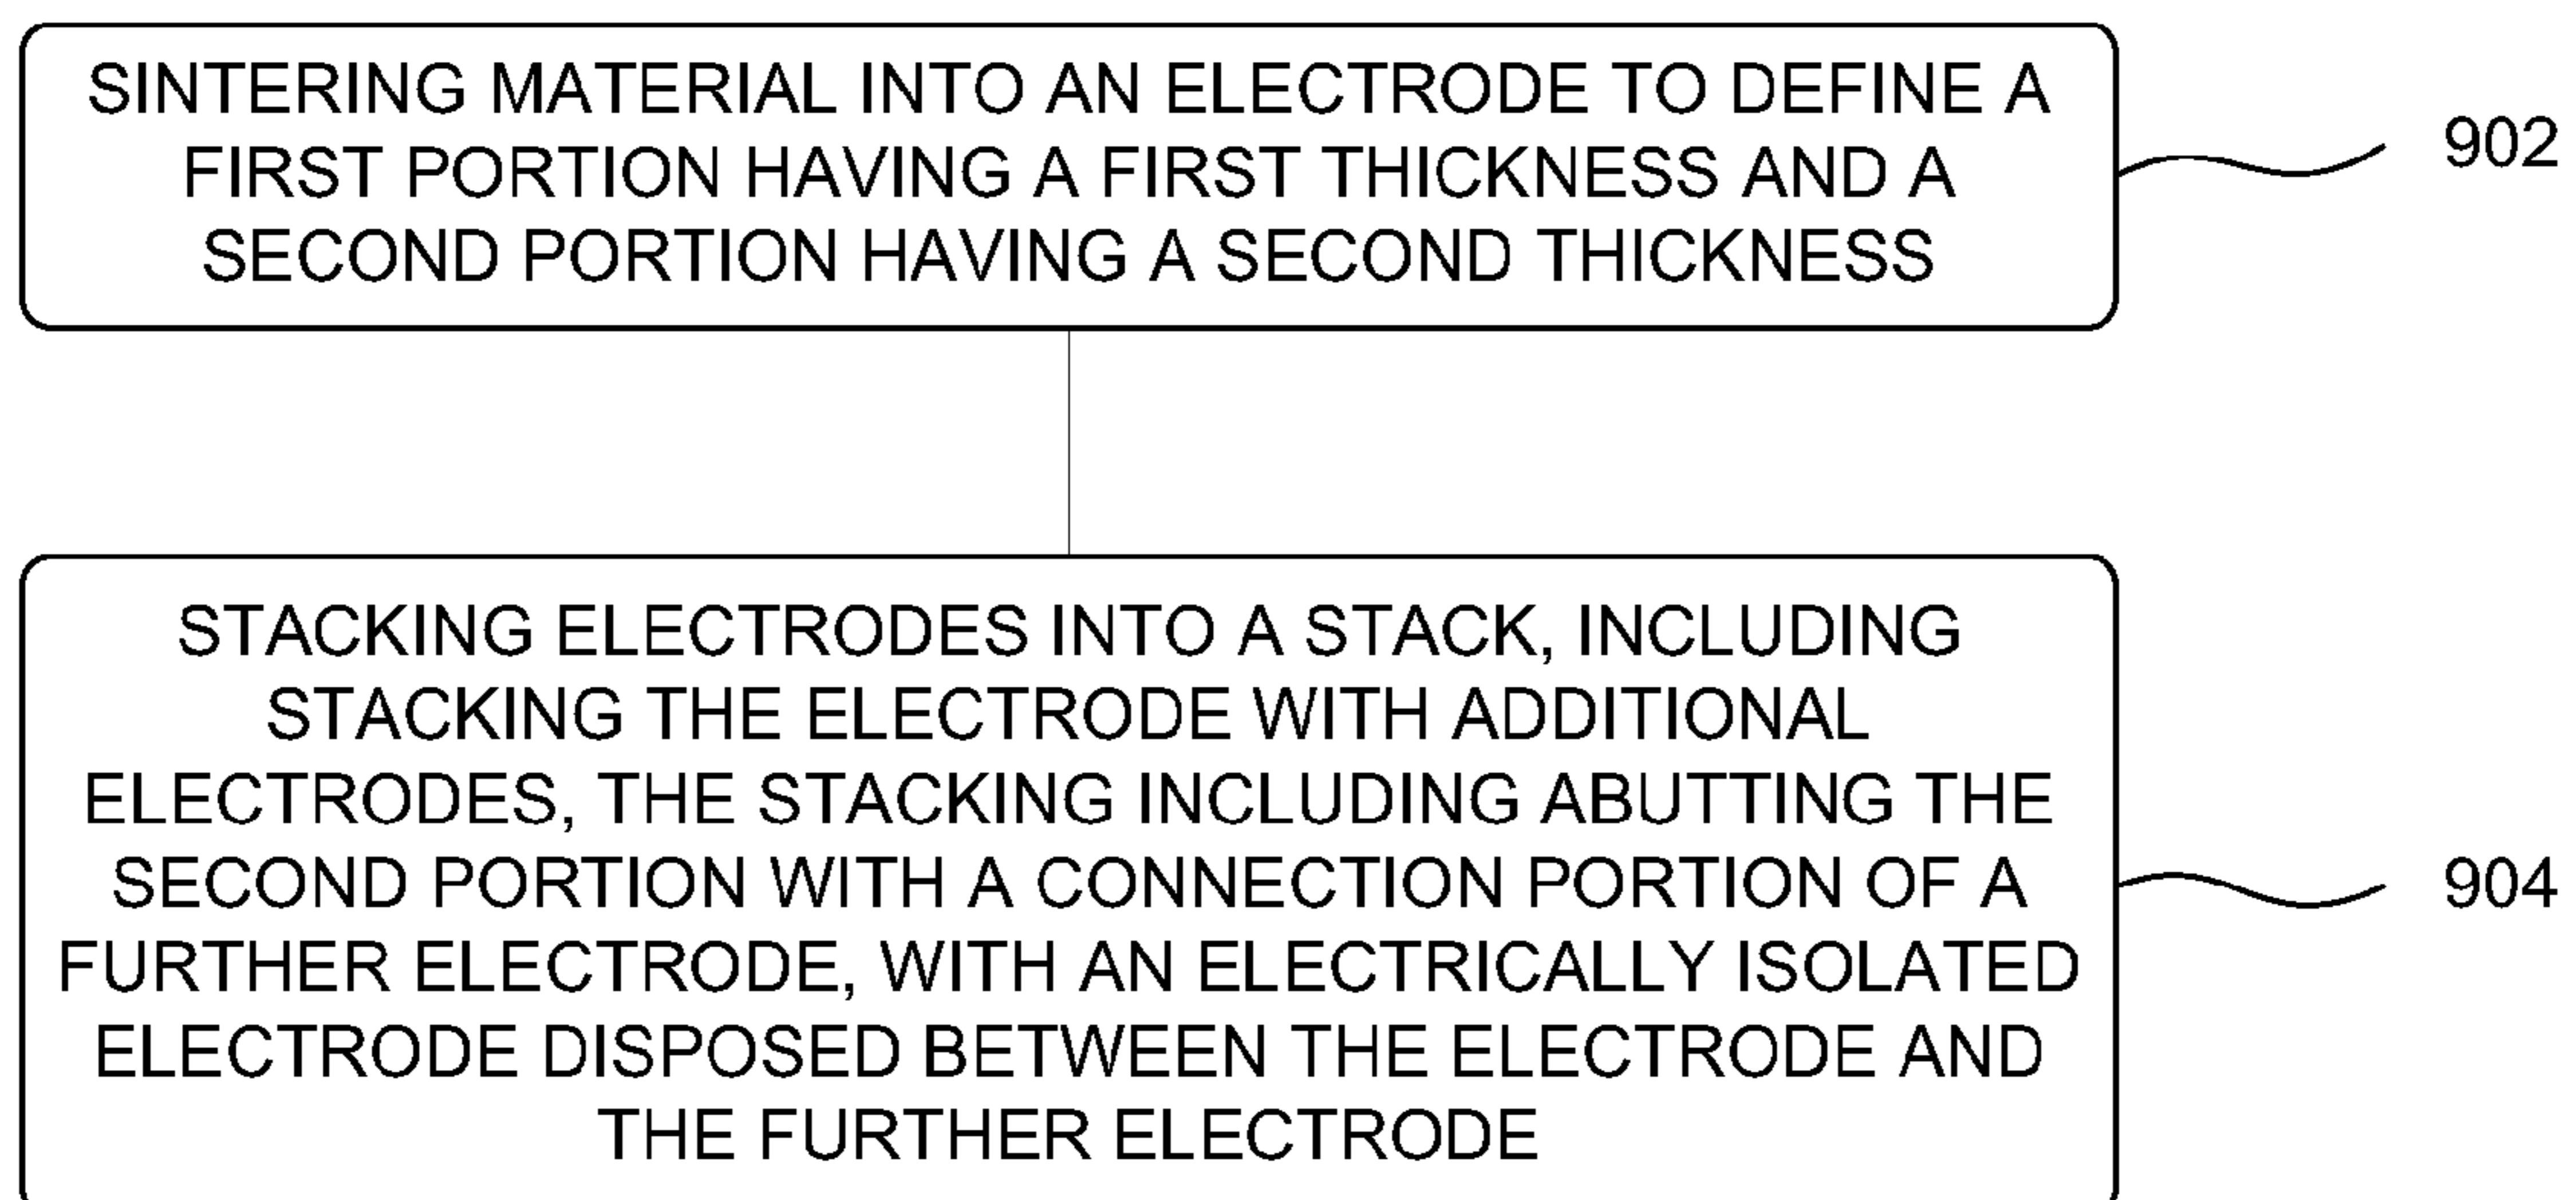 SINTERING MATERIAL INTO AN ELECTRODE TO DEFINE A
FIRST PORTION HAVING A FIRST THICKNESS AND A
SECOND PORTION HAVING A SECOND THICKNESS
902
STACKING ELECTRODES INTO A STACK, INCLUDING
STACKING THE ELECTRODE WITH ADDITIONAL
ELECTRODES, THE STACKING INCLUDING ABUTTING THE
SECOND PORTION WITH A CONNECTION PORTION OF A
FURTHER ELECTRODE, WITH AN ELECTRICALLY ISOLATED
ELECTRODE DISPOSED BETWEEN THE ELECTRODE AND
THE FURTHER ELECTRODE
904